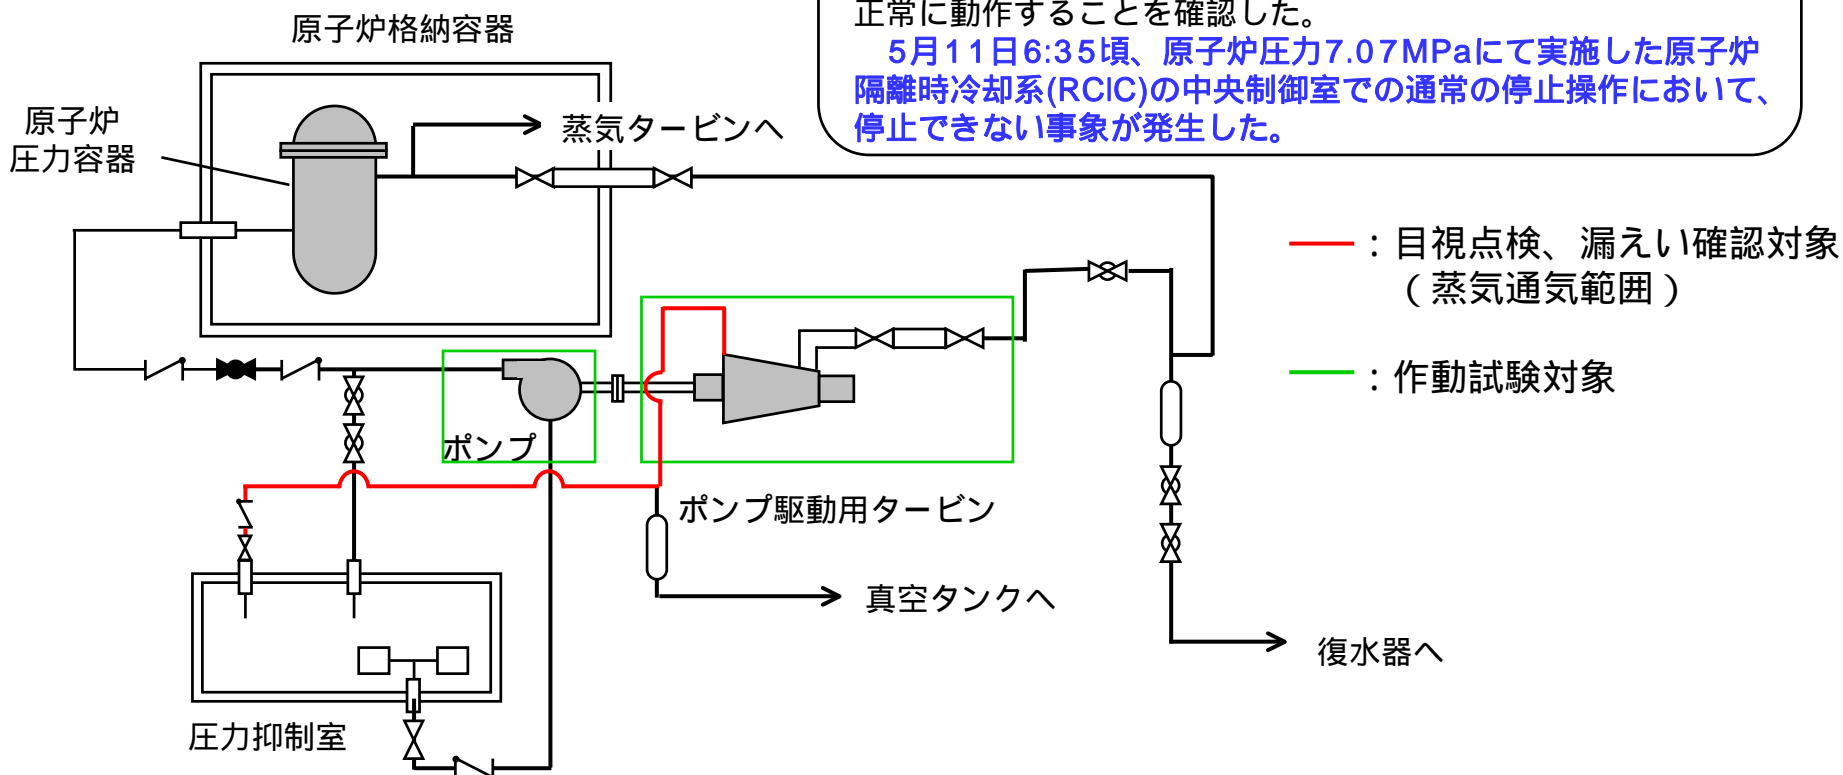 正常に動作することを確認した。
5月11日6:35頃、原子炉圧力7.07MPaにて実施した原子炉
隔離時冷却系(RCIC)の中央制御室での通常の停止操作において、
停止できない事象が発生した。
原子炉格納容器
原子炉
圧力容器
蒸気タービンへ
：目視点検、漏えい確認対象
（蒸気通気範囲）
：作動試験対象
ポンプ
ポンプ駆動用タービン
真空タンクへ
復水器へ
圧力抑制室